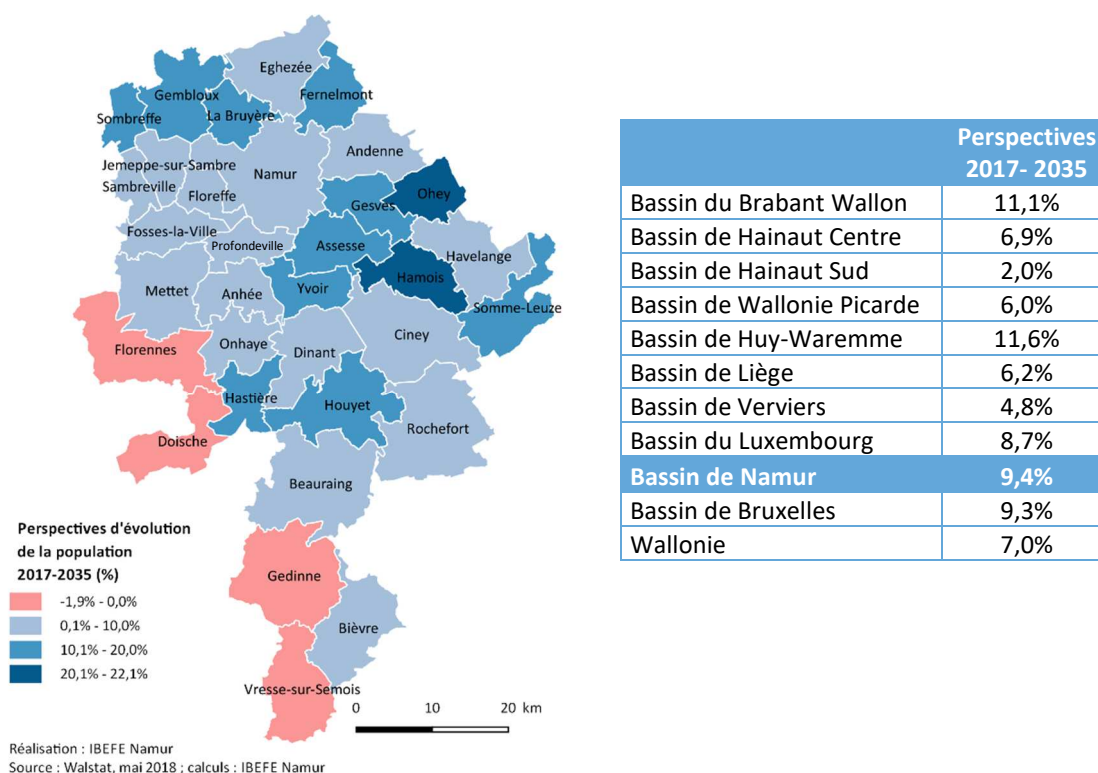 Eghezée
Gembloux
Fernelmont
Sombreffe
La Bruyère
Andenne
Jemeppe-sur-Sambre
Namur
Sambreville
Floreffe
Ohey
Gesves
Fosses-la-Ville
Profondeville
Assesse
Havelange
Hamois
Mettet
Anhée
Yvoir
Somme-Leuze
Florennes
Onhaye
Dinant
Ciney
Hastière
Houyet
Rochefort
Doische
Beauraing
Gedinne
Bièvre
Vresse-sur-Semois
Perspectives d'évolution
de la population
2017-2035 (%)
-1,9% - 0,0%
0,1% - 10,0%
10,1% - 20,0%
20,1% - 22,1%
0 10 20 km
Réalisation : IBEFE Namur
Source : Walstat, mai 2018 ; calculs : IBEFE Namur
Perspectives
2017- 2035
Bassin du Brabant Wallon 11,1%
Bassin de Hainaut Centre 6,9%
Bassin de Hainaut Sud 2,0%
Bassin de Wallonie Picarde 6,0%
Bassin de Huy-Waremme 11,6%
Bassin de Liège 6,2%
Bassin de Verviers 4,8%
Bassin du Luxembourg 8,7%
Bassin de Namur 9,4%
Bassin de Bruxelles 9,3%
Wallonie 7,0%